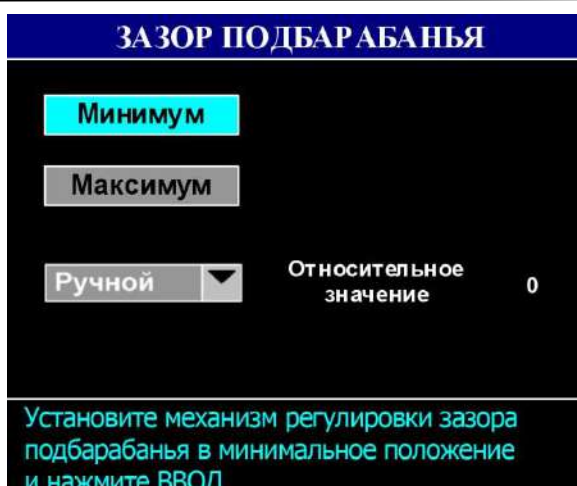 ЗАЗОР ПОДБАРАБАНЬЯ
Минимум
Максимум
Ручной
Относительное
значение
0
Установите механизм регулировки зазора
подбарабанья в минимальное положение
и нажмите ВВОД